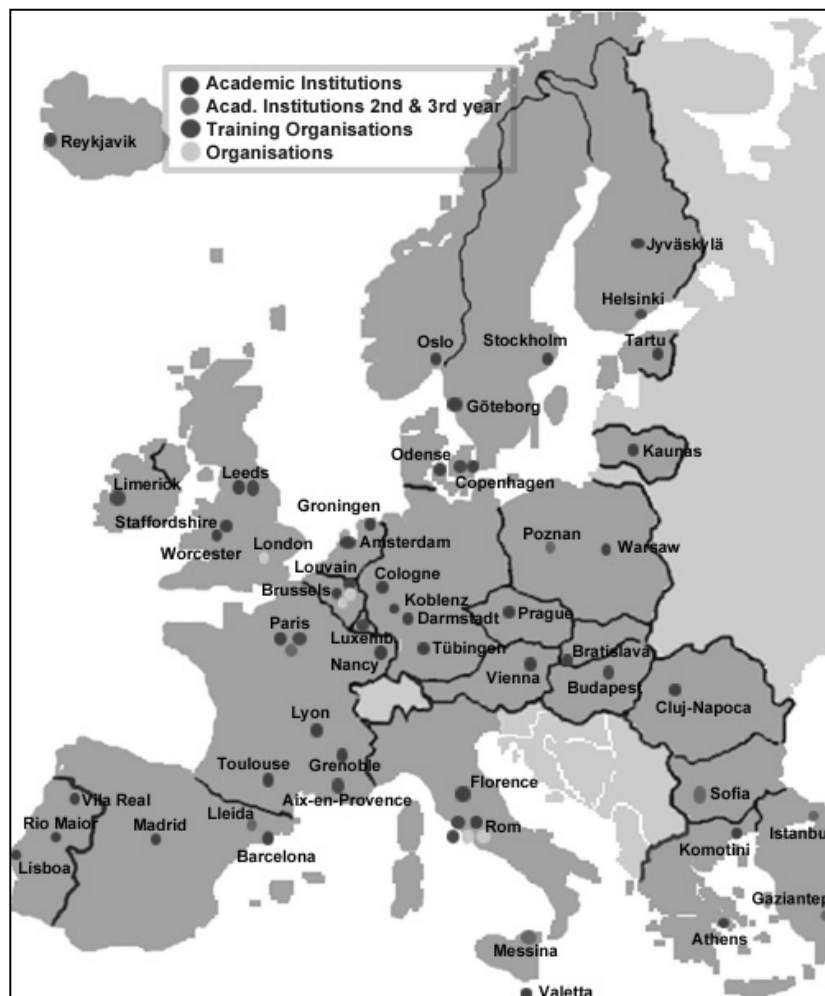 Academic Institutions
Acad. Institutions 2nd & 3rd year
Training Organisations
Organisations
Reykjavik
Jyväskylä
Helsinki
Oslo
Stockholm
Tartu
Göteborg
Kaunas
Odense
Copenhagen
Limerick
Leeds
Groningen
Staffordshire
Poznan
Warsaw
Worcester
London
Amsterdam
Louvain
Cologne
Brussels
Koblenz
Darmstadt
Prague
Paris
Luxemb.
Nancy
Tübingen
Bratislava
Vienna
Budapest
Cluj-Napoca
Lyon
Grenoble
Toulouse
Florence
Aix-en-Provence
Sofia
Vila Real
Lleida
Rio Maior
Madrid
Rom
Istanbu
Komotini
Barcelona
Lisboa
Gaziantep
Messina
Athens
Valetta